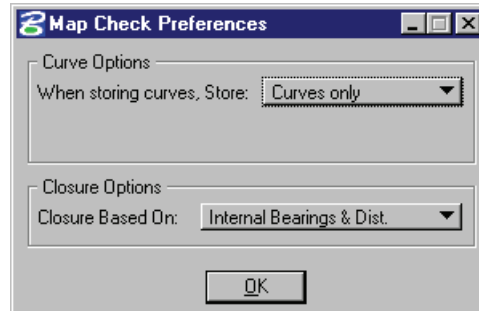 Map Check Preferences
Curve Options
When storing curves, Store: Curves only
Closure Options
Closure Based On: Internal Bearings & Dist.
OK